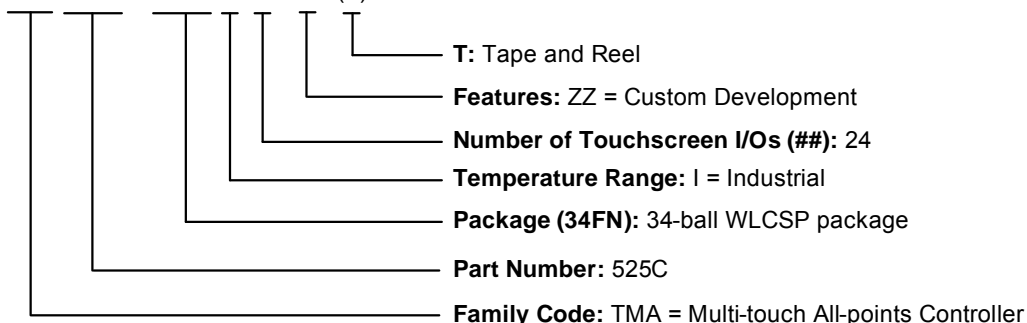 T: Tape and Reel
Features: ZZ = Custom Development
Number of Touchscreen I/Os (##): 24
Temperature Range: I = Industrial
Package (34FN): 34-ball WLCSP package
Part Number: 525C
Family Code: TMA = Multi-touch All-points Controller